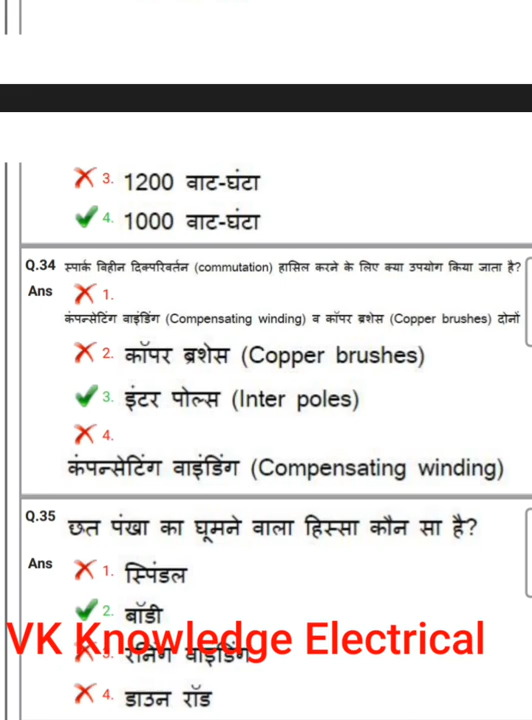 3. 1200 वाट-घंटा
4. 1000 वाट-घंटा
Q.34 स्पार्क विहीन दिक्परिवर्तन (commutation) हासिल करने के लिए क्या उपयोग किया जाता है?
Ans 1.
कंपन्सेटिंग वाइंडिंग (Compensating winding) व कॉपर ब्रशेस (Copper brushes) दोनों
2. कॉपर ब्रशेस (Copper brushes)
3. इंटर पोल्स (Inter poles)
4.
कंपन्सेटिंग वाइंडिंग (Compensating winding)
Q.35 छत पंखा का घूमने वाला हिस्सा कौन सा है?
Ans 1. स्पिंडल
2. बॉडी
VK Knowledge Electrical
3. रनिंग वाइंडिंग
4. डाउन रॉड